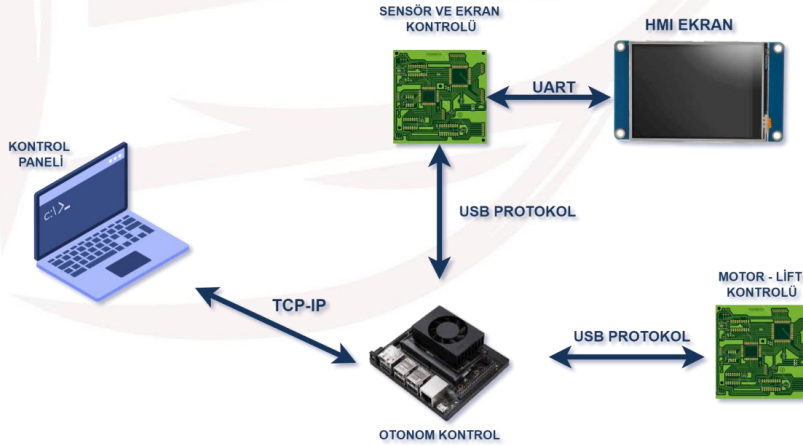 SENSÖR VE EKRAN
KONTROLÜ
HMI EKRAN
UART
KONTROL
PANELİ
C:\>_
USB PROTOKOL
MOTOR - LİFT
KONTROLÜ
TCP-IP
USB PROTOKOL
OTONOM KONTROL